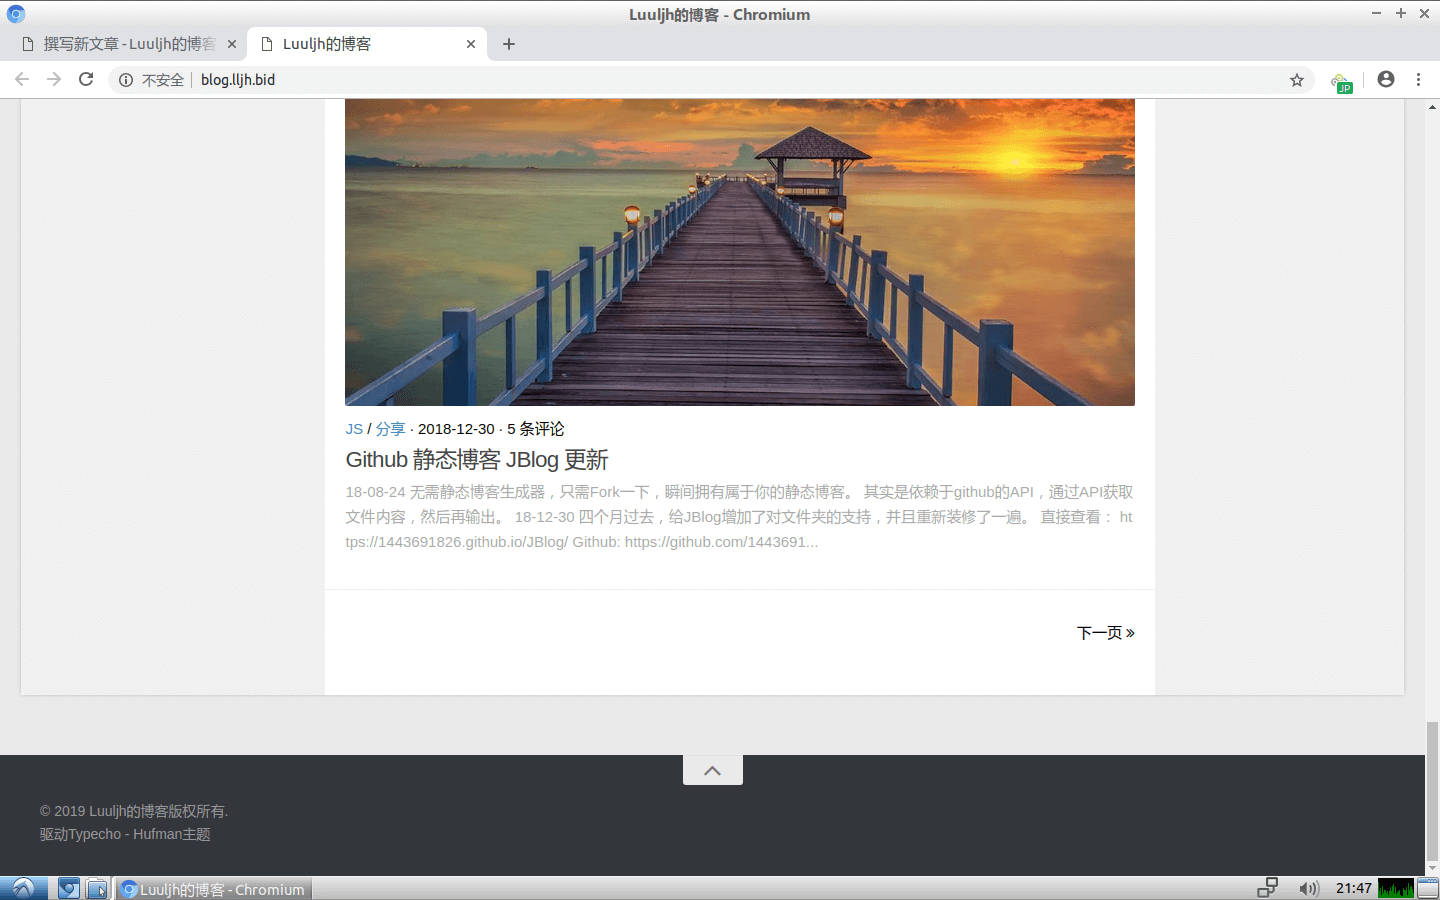 Luuljh的博客 - Chromium
撰写新文章 - Luuljh的博客
Luuljh的博客
不安全
blog.lljh.bid
JP
JS / 分享 · 2018-12-30 · 5 条评论
Github 静态博客 JBlog 更新
18-08-24 无需静态博客生成器，只需Fork一下，瞬间拥有属于你的静态博客。 其实是依赖于github的API，通过API获取
文件内容，然后再输出。 18-12-30 四个月过去，给JBlog增加了对文件夹的支持，并且重新装修了一遍。 直接查看： ht
tps://1443691826.github.io/JBlog/ Github: https://github.com/1443691...
下一页 »
© 2019 Luuljh的博客版权所有.
驱动Typecho - Hufman主题
Luuljh的博客 - Chromium
21:47